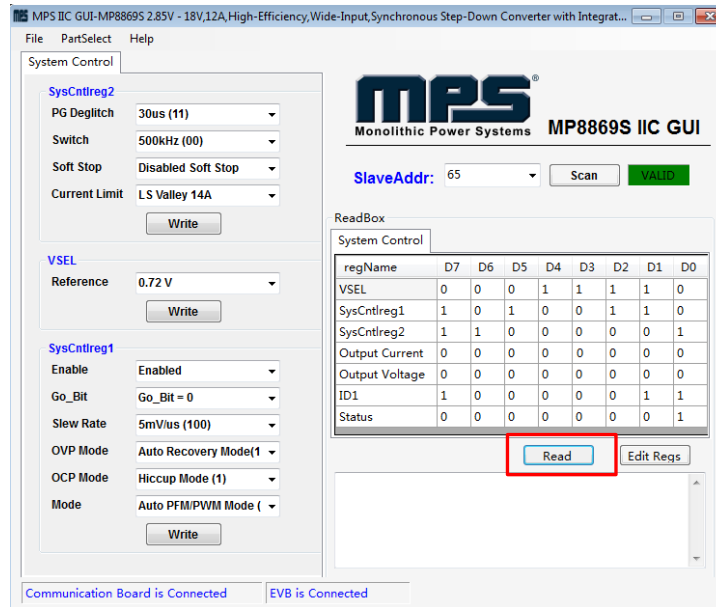 MPS IIC GUI-MP8869S 2.85V - 18V,12A,High-Efficiency,Wide-Input,Synchronous Step-Down Converter with Integrat...
File PartSelect Help
System Control
SysCntlreg2
PG Deglitch 30us (11)
Switch 500kHz (00)
Soft Stop Disabled Soft Stop
Current Limit LS Valley 14A
Write
VSEL
Reference 0.72 V
Write
SysCntlreg1
Enable Enabled
Go_Bit Go_Bit = 0
Slew Rate 5mV/us (100)
OVP Mode Auto Recovery Mode(1
OCP Mode Hiccup Mode (1)
Mode Auto PFM/PWM Mode (
Write
mps®
Monolithic Power Systems MP8869S IIC GUI
SlaveAddr: 65 Scan VALID
ReadBox
System Control
regName D7 D6 D5 D4 D3 D2 D1 D0
VSEL 0 0 0 1 1 1 1 0
SysCntlreg1 1 0 1 0 0 1 1 0
SysCntlreg2 1 1 0 0 0 0 0 1
Output Current 0 0 0 0 0 0 0 0
Output Voltage 0 0 0 0 0 0 0 0
ID1 1 0 0 0 0 0 1 1
Status 0 0 0 0 0 0 0 1
Read Edit Regs
Communication Board is Connected EVB is Connected